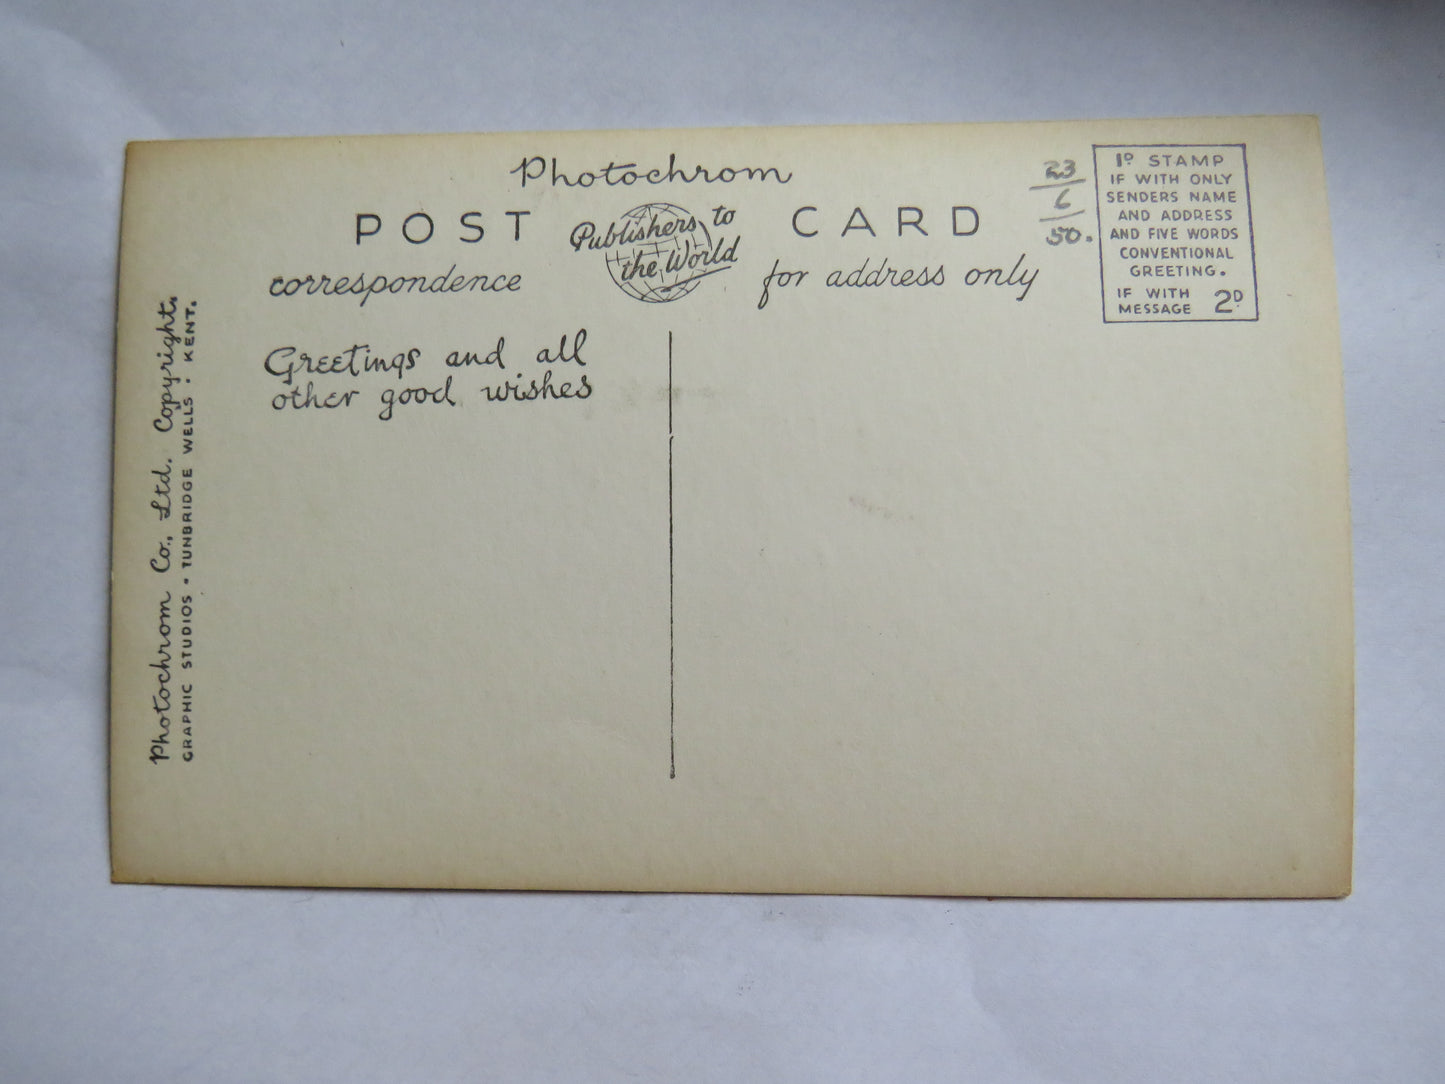 Photochrom
POST CARD
Publishers to
the World
correspondence
for address only
23
6
50.
1D STAMP
IF WITH ONLY
SENDERS NAME
AND ADDRESS
AND FIVE WORDS
CONVENTIONAL
GREETING.
IF WITH
MESSAGE 2D
Greetings and all
other good wishes
Photochrom Co., Ltd. Copyright.
GRAPHIC STUDIOS • TUNBRIDGE WELLS : KENT.